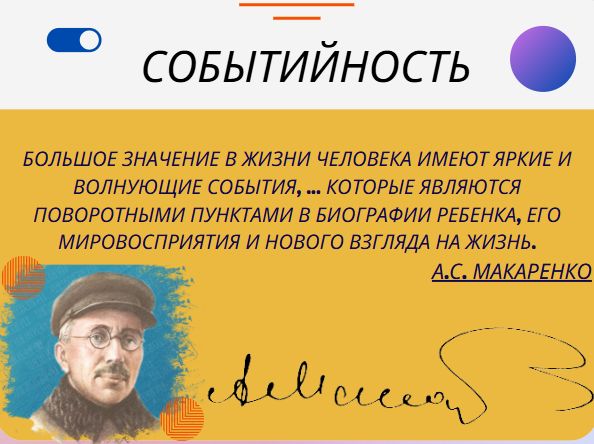 СОБЫТИЙНОСТЬ
БОЛЬШОЕ ЗНАЧЕНИЕ В ЖИЗНИ ЧЕЛОВЕКА ИМЕЮТ ЯРКИЕ И
ВОЛНУЮЩИЕ СОБЫТИЯ, ... КОТОРЫЕ ЯВЛЯЮТСЯ
ПОВОРОТНЫМИ ПУНКТАМИ В БИОГРАФИИ РЕБЕНКА, ЕГО
МИРОВОСПРИЯТИЯ И НОВОГО ВЗГЛЯДА НА ЖИЗНЬ.
А.С. МАКАРЕНКО